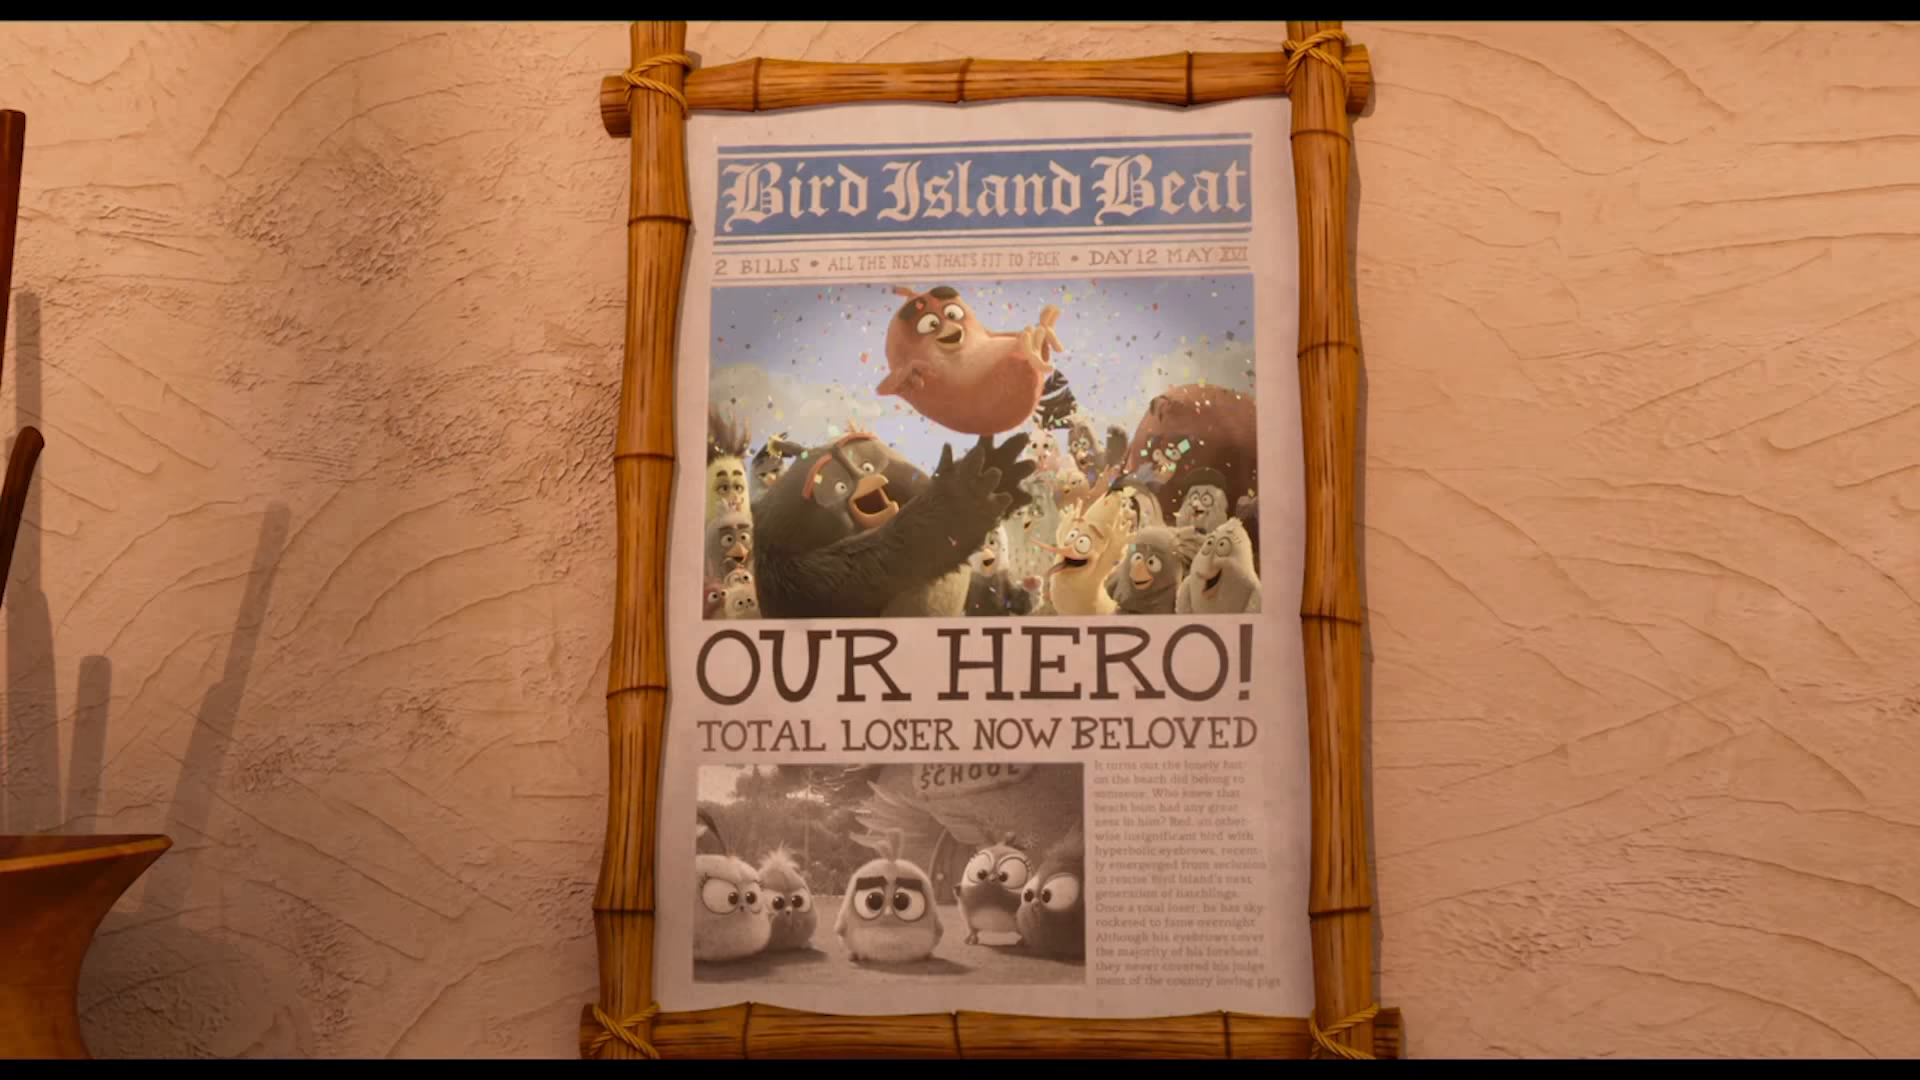 Bird Island Beat
2 BILLS • ALL THE NEWS THAT'S FIT TO PECK • DAY 12 MAY XVI
OUR HERO!
TOTAL LOSER NOW BELOVED
SCHOOL
It turns out the lonely hut
on the beach did belong to
someone. Who knew that
beach bum had any great
ness in him? Red, an other-
wise insignificant bird with
hyperbolic eyebrows, recent-
ly emergerged from seclusion
to rescue Bird Island's next
generation of hatchlings.
Once a total loser, he has sky
rocketed to fame overnight
Although his eyebrows cover
the majority of his forehead,
they never covered his judge
ment of the country loving pigs